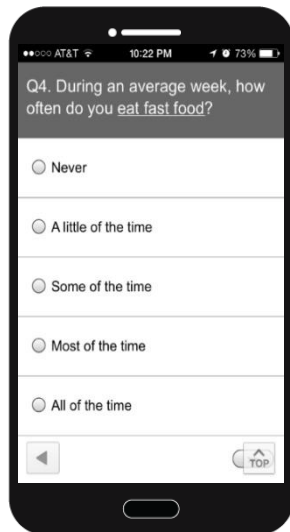 AT&T 10:22 PM 73%
Q4. During an average week, how
often do you eat fast food?
Never
A little of the time
Some of the time
Most of the time
All of the time
TOP